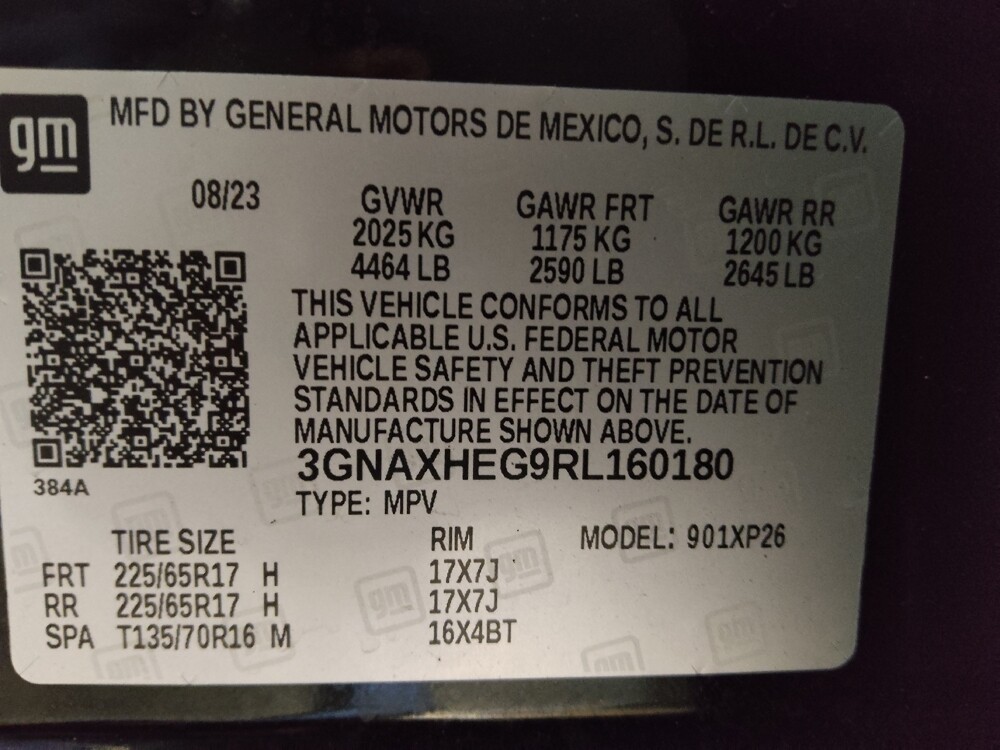 gm
MFD BY GENERAL MOTORS DE MEXICO, S. DE R.L. DE C.V.
08/23 GVWR GAWR FRT GAWR RR
2025 KG 1175 KG 1200 KG
4464 LB 2590 LB 2645 LB
THIS VEHICLE CONFORMS TO ALL
APPLICABLE U.S. FEDERAL MOTOR
VEHICLE SAFETY AND THEFT PREVENTION
STANDARDS IN EFFECT ON THE DATE OF
MANUFACTURE SHOWN ABOVE.
3GNAXHEG9RL160180
384A
TYPE: MPV
TIRE SIZE RIM MODEL: 901XP26
FRT 225/65R17 H 17X7J
RR 225/65R17 H 17X7J
SPA T135/70R16 M 16X4BT